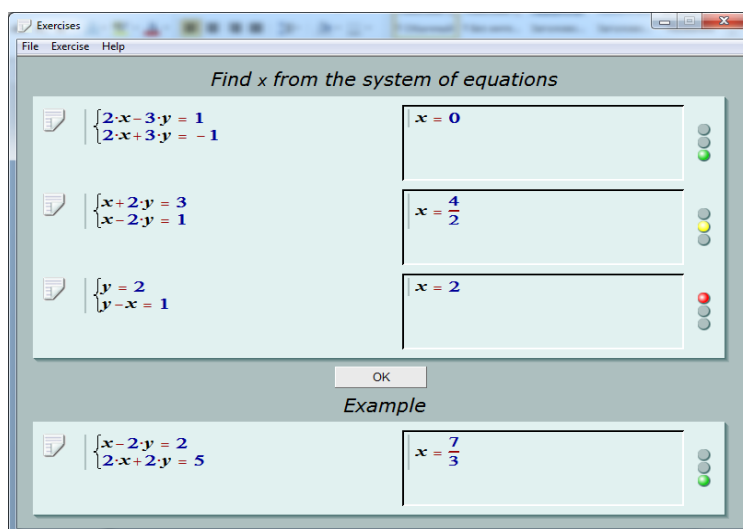 Exercises
File Exercise Help
Find x from the system of equations
2·x−3·y = 1
2·x+3·y = −1
x = 0
x+2·y = 3
x−2·y = 1
x = 4/2
y = 2
y−x = 1
x = 2
OK
Example
x−2·y = 2
2·x+2·y = 5
x = 7/3